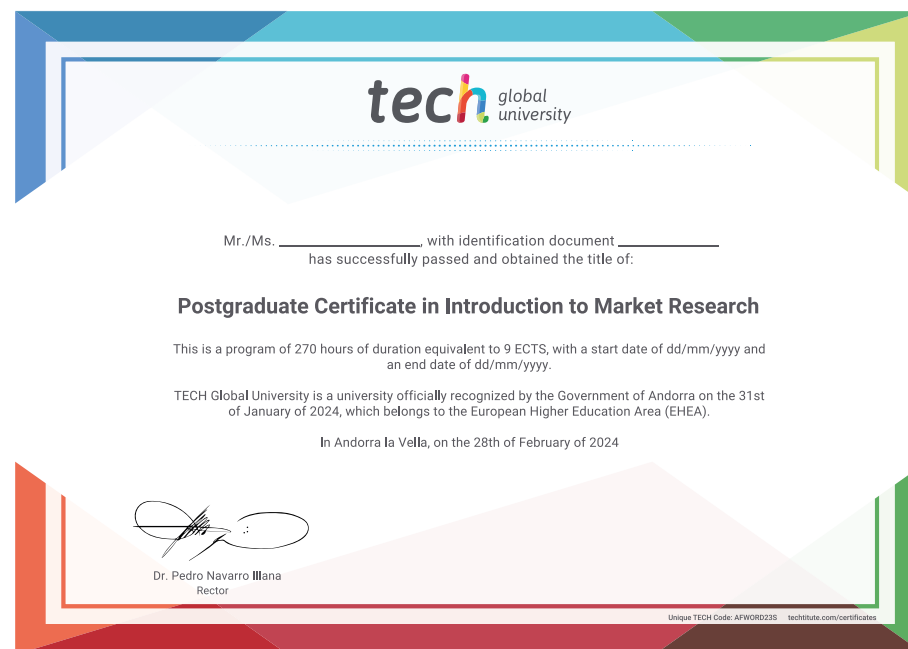 tech global university
Mr./Ms. ____________, with identification document ____________
has successfully passed and obtained the title of:
Postgraduate Certificate in Introduction to Market Research
This is a program of 270 hours of duration equivalent to 9 ECTS, with a start date of dd/mm/yyyy and
an end date of dd/mm/yyyy.
TECH Global University is a university officially recognized by the Government of Andorra on the 31st
of January of 2024, which belongs to the European Higher Education Area (EHEA).
In Andorra la Vella, on the 28th of February of 2024
Dr. Pedro Navarro Illana
Rector
Unique TECH Code: AFWORD23S techtitute.com/certificates